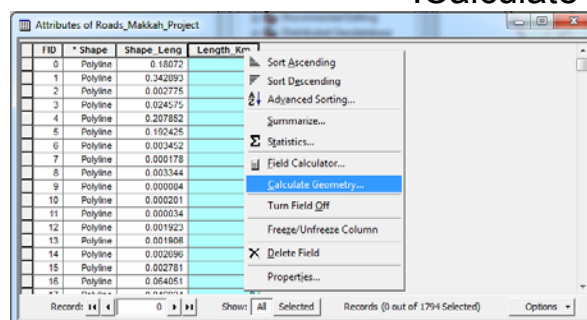 Calculate
Attributes of Roads_Makkah_Project
FID * Shape Shape_Leng Length_Km
0 Polyline 0.18072
1 Polyline 0.342893
2 Polyline 0.002775
3 Polyline 0.024575
4 Polyline 0.207852
5 Polyline 0.192425
6 Polyline 0.003452
7 Polyline 0.000178
8 Polyline 0.003344
9 Polyline 0.000084
10 Polyline 0.000201
11 Polyline 0.000034
12 Polyline 0.001923
13 Polyline 0.001906
14 Polyline 0.002696
15 Polyline 0.002781
16 Polyline 0.064051
Sort Ascending
Sort Descending
Advanced Sorting...
Summarize...
Statistics...
Field Calculator...
Calculate Geometry...
Turn Field Off
Freeze/Unfreeze Column
Delete Field
Properties...
Record: 0 Show: All Selected Records (0 out of 1794 Selected) Options